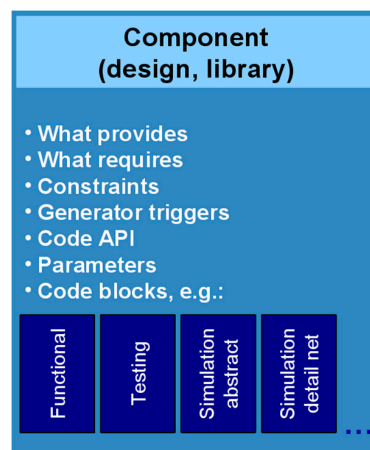 Component
(design, library)
• What provides
• What requires
• Constraints
• Generator triggers
• Code API
• Parameters
• Code blocks, e.g.:
Functional
Testing
Simulation
abstract
Simulation
detail net
...